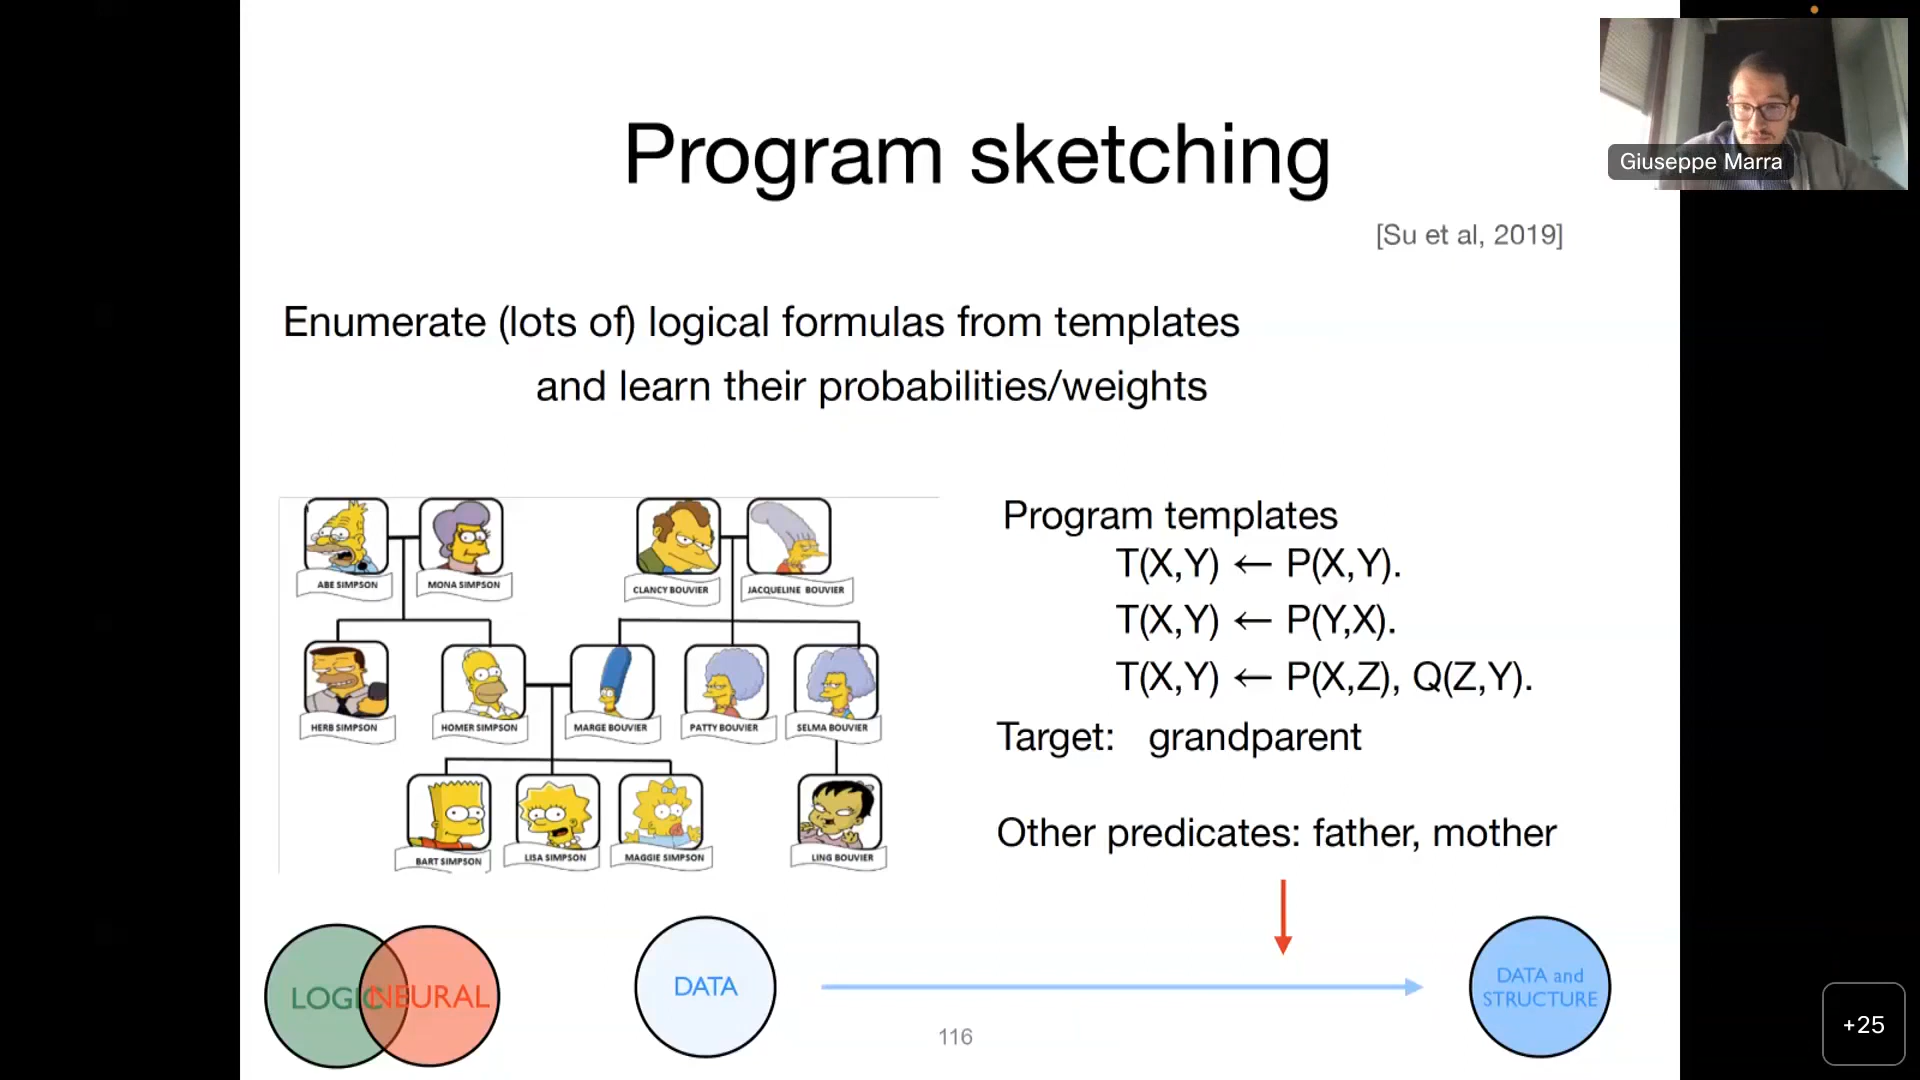 Program sketching
Giuseppe Marra
[Su et al, 2019]
Enumerate (lots of) logical formulas from templates
and learn their probabilities/weights
ABE SIMPSON
MONA SIMPSON
CLANCY BOUVIER
JACQUELINE BOUVIER
HERB SIMPSON
HOMER SIMPSON
MARGE BOUVIER
PATTY BOUVIER
SELMA BOUVIER
BART SIMPSON
LISA SIMPSON
MAGGIE SIMPSON
LING BOUVIER
Program templates
T(X,Y) ← P(X,Y).
T(X,Y) ← P(Y,X).
T(X,Y) ← P(X,Z), Q(Z,Y).
Target: grandparent
Other predicates: father, mother
LOGIC
NEURAL
DATA
DATA and
STRUCTURE
116
+25